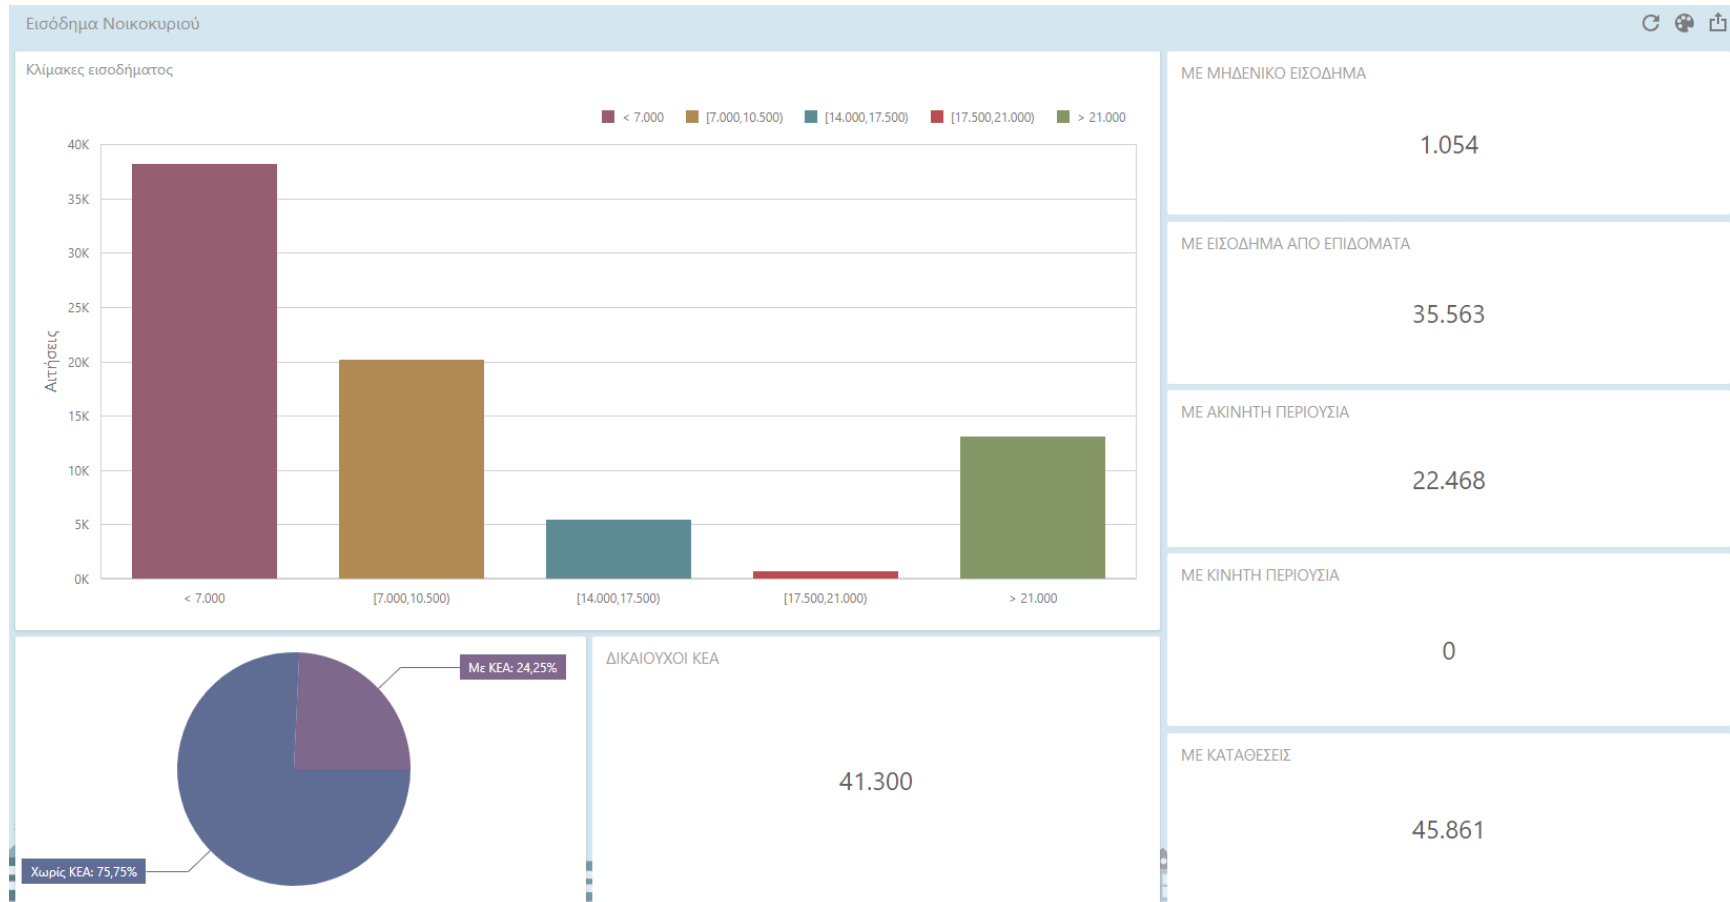 Εισόδημα Νοικοκυριού
Κλίμακες εισοδήματος
< 7.000 [7.000,10.500) [14.000,17.500) [17.500,21.000) > 21.000
40K
35K
30K
25K
20K
15K
10K
5K
0K
Αιτήσεις
< 7.000 [7.000,10.500) [14.000,17.500) [17.500,21.000) > 21.000
Με ΚΕΑ: 24,25%
Χωρίς ΚΕΑ: 75,75%
ΔΙΚΑΙΟΥΧΟΙ ΚΕΑ
41.300
ΜΕ ΜΗΔΕΝΙΚΟ ΕΙΣΟΔΗΜΑ
1.054
ΜΕ ΕΙΣΟΔΗΜΑ ΑΠΟ ΕΠΙΔΟΜΑΤΑ
35.563
ΜΕ ΑΚΙΝΗΤΗ ΠΕΡΙΟΥΣΙΑ
22.468
ΜΕ ΚΙΝΗΤΗ ΠΕΡΙΟΥΣΙΑ
0
ΜΕ ΚΑΤΑΘΕΣΕΙΣ
45.861